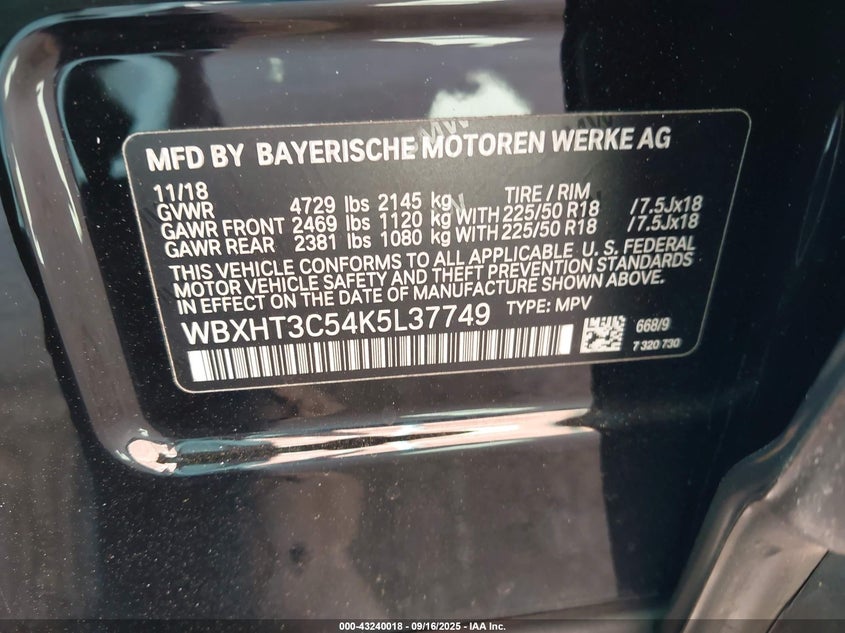 MFD BY BAYERISCHE MOTOREN WERKE AG
11/18 TIRE / RIM
GVWR 4729 lbs 2145 kg
GAWR FRONT 2469 lbs 1120 kg WITH 225/50 R18 /7.5Jx18
GAWR REAR 2381 lbs 1080 kg WITH 225/50 R18 /7.5Jx18
THIS VEHICLE CONFORMS TO ALL APPLICABLE U.S. FEDERAL
MOTOR VEHICLE SAFETY AND THEFT PREVENTION STANDARDS
IN EFFECT ON THE DATE OF MANUFACTURE SHOWN ABOVE.
WBXHT3C54K5L37749 TYPE: MPV
668/9
7 320 730
000-43240018 - 09/16/2025 - IAA Inc.